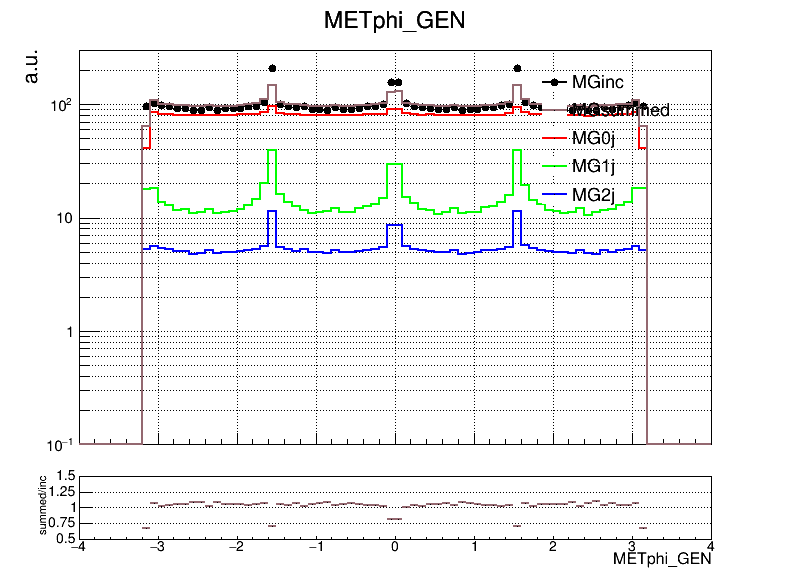 METphi_GEN
a.u.
MGinc
MGsummed
MG0j
MG1j
MG2j
10²
10
1
10⁻¹
summed/inc
1.5
1.25
1
0.75
0.5
−4 −3 −2 −1 0 1 2 3 4
METphi_GEN